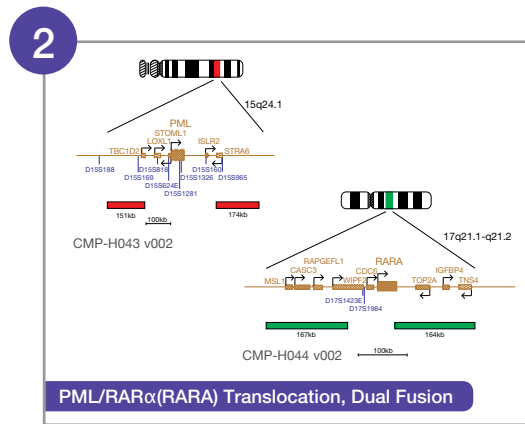 2
15q24.1
PML
STOML1
LOXL1 ISLR2
TBC1D2 STRA6
D15S188 D15S818 D15S160
D15S169 D15S1326 D15S965
D15S624E
D15S1281
151kb 174kb
100kb
CMP-H043 v002
17q21.1-q21.2
RARA
RAPGEFL1 CDC6 IGFBP4
MSL1 CASC3 WIPF2 TOP2A TNS4
D17S1423E
D17S1984
167kb 164kb
CMP-H044 v002 100kb
PML/RARα(RARA) Translocation, Dual Fusion